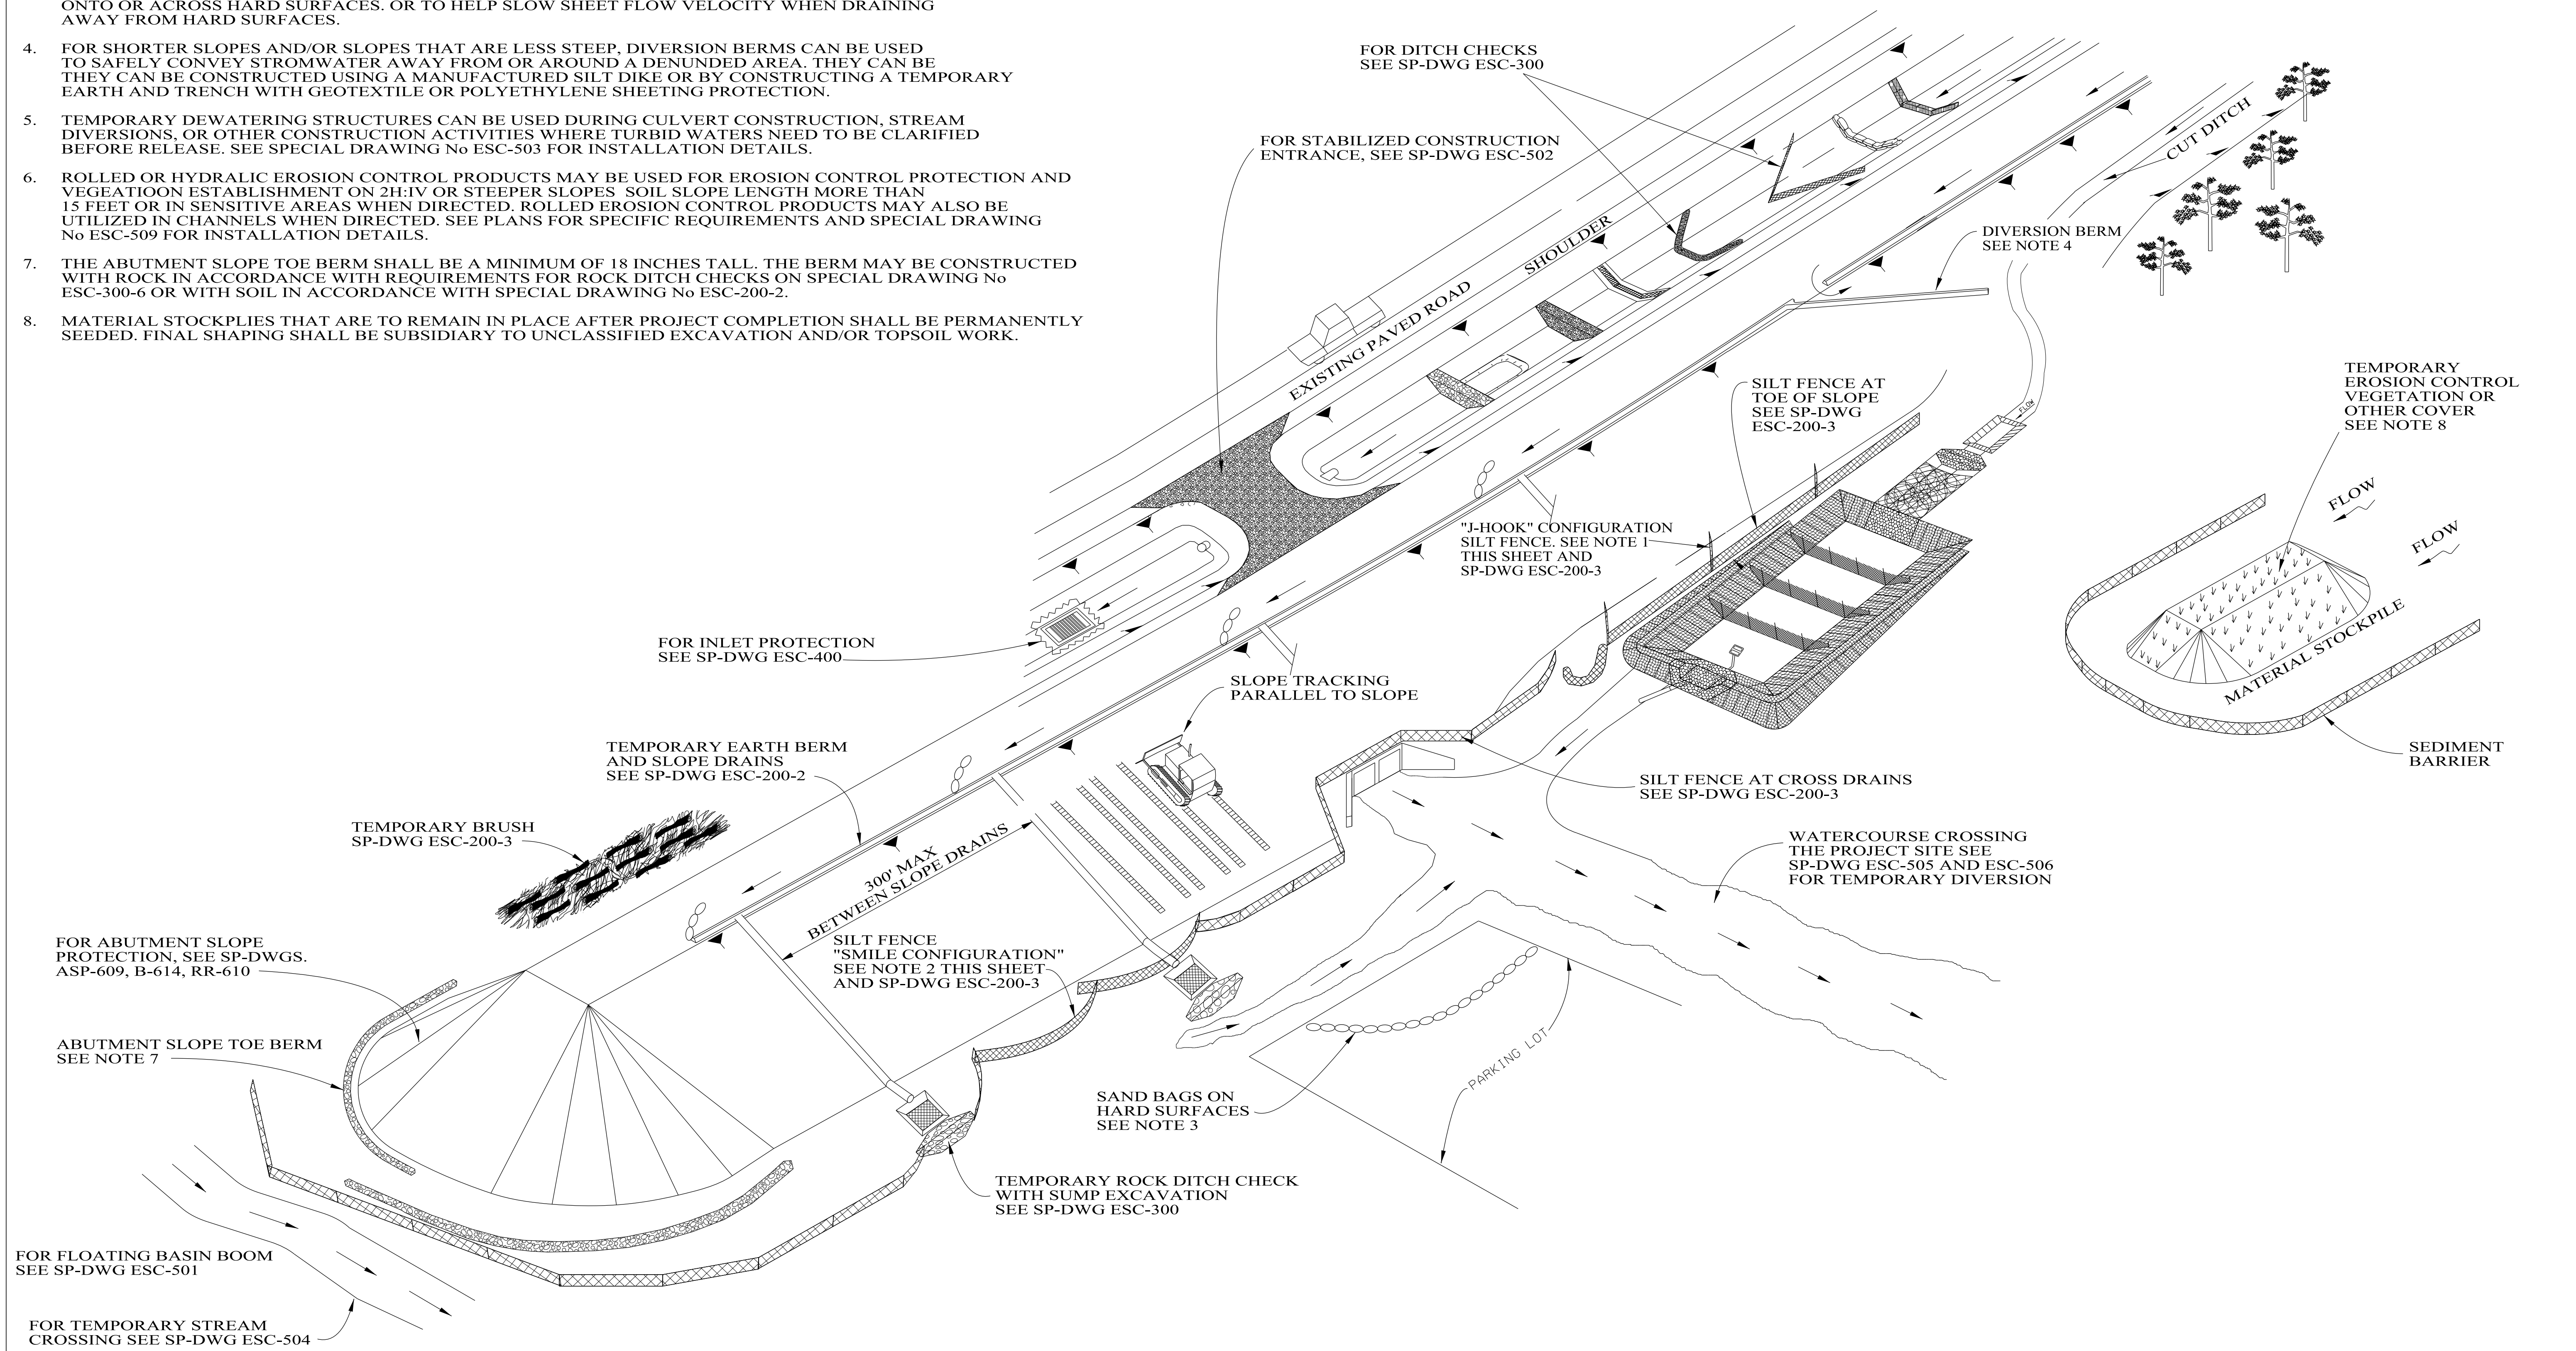 ONTO OR ACROSS HARD SURFACES. OR TO HELP SLOW SHEET FLOW VELOCITY WHEN DRAINING
AWAY FROM HARD SURFACES.
4. FOR SHORTER SLOPES AND/OR SLOPES THAT ARE LESS STEEP, DIVERSION BERMS CAN BE USED
TO SAFELY CONVEY STROMWATER AWAY FROM OR AROUND A DENUNDED AREA. THEY CAN BE
THEY CAN BE CONSTRUCTED USING A MANUFACTURED SILT DIKE OR BY CONSTRUCTING A TEMPORARY
EARTH AND TRENCH WITH GEOTEXTILE OR POLYETHYLENE SHEETING PROTECTION.
5. TEMPORARY DEWATERING STRUCTURES CAN BE USED DURING CULVERT CONSTRUCTION, STREAM
DIVERSIONS, OR OTHER CONSTRUCTION ACTIVITIES WHERE TURBID WATERS NEED TO BE CLARIFIED
BEFORE RELEASE. SEE SPECIAL DRAWING No ESC-503 FOR INSTALLATION DETAILS.
6. ROLLED OR HYDRALIC EROSION CONTROL PRODUCTS MAY BE USED FOR EROSION CONTROL PROTECTION AND
VEGEATIOON ESTABLISHMENT ON 2H:IV OR STEEPER SLOPES SOIL SLOPE LENGTH MORE THAN
15 FEET OR IN SENSITIVE AREAS WHEN DIRECTED. ROLLED EROSION CONTROL PRODUCTS MAY ALSO BE
UTILIZED IN CHANNELS WHEN DIRECTED. SEE PLANS FOR SPECIFIC REQUIREMENTS AND SPECIAL DRAWING
No ESC-509 FOR INSTALLATION DETAILS.
7. THE ABUTMENT SLOPE TOE BERM SHALL BE A MINIMUM OF 18 INCHES TALL. THE BERM MAY BE CONSTRUCTED
WITH ROCK IN ACCORDANCE WITH REQUIREMENTS FOR ROCK DITCH CHECKS ON SPECIAL DRAWING No
ESC-300-6 OR WITH SOIL IN ACCORDANCE WITH SPECIAL DRAWING No ESC-200-2.
8. MATERIAL STOCKPLIES THAT ARE TO REMAIN IN PLACE AFTER PROJECT COMPLETION SHALL BE PERMANENTLY
SEEDED. FINAL SHAPING SHALL BE SUBSIDIARY TO UNCLASSIFIED EXCAVATION AND/OR TOPSOIL WORK.
FOR DITCH CHECKS
SEE SP-DWG ESC-300
FOR STABILIZED CONSTRUCTION
ENTRANCE, SEE SP-DWG ESC-502
CUT DITCH
DIVERSION BERM
SEE NOTE 4
SHOULDER
EXISTING PAVED ROAD
SILT FENCE AT
TOE OF SLOPE
SEE SP-DWG
ESC-200-3
FLOW
TEMPORARY
EROSION CONTROL
VEGETATION OR
OTHER COVER
SEE NOTE 8
FLOW
FLOW
"J-HOOK" CONFIGURATION
SILT FENCE. SEE NOTE 1
THIS SHEET AND
SP-DWG ESC-200-3
MATERIAL STOCKPILE
SEDIMENT
BARRIER
FOR INLET PROTECTION
SEE SP-DWG ESC-400
SLOPE TRACKING
PARALLEL TO SLOPE
TEMPORARY EARTH BERM
AND SLOPE DRAINS
SEE SP-DWG ESC-200-2
SILT FENCE AT CROSS DRAINS
SEE SP-DWG ESC-200-3
TEMPORARY BRUSH
SP-DWG ESC-200-3
300' MAX
BETWEEN SLOPE DRAINS
WATERCOURSE CROSSING
THE PROJECT SITE SEE
SP-DWG ESC-505 AND ESC-506
FOR TEMPORARY DIVERSION
FOR ABUTMENT SLOPE
PROTECTION, SEE SP-DWGS.
ASP-609, B-614, RR-610
SILT FENCE
"SMILE CONFIGURATION"
SEE NOTE 2 THIS SHEET
AND SP-DWG ESC-200-3
ABUTMENT SLOPE TOE BERM
SEE NOTE 7
PARKING LOT
SAND BAGS ON
HARD SURFACES
SEE NOTE 3
TEMPORARY ROCK DITCH CHECK
WITH SUMP EXCAVATION
SEE SP-DWG ESC-300
FOR FLOATING BASIN BOOM
SEE SP-DWG ESC-501
FOR TEMPORARY STREAM
CROSSING SEE SP-DWG ESC-504